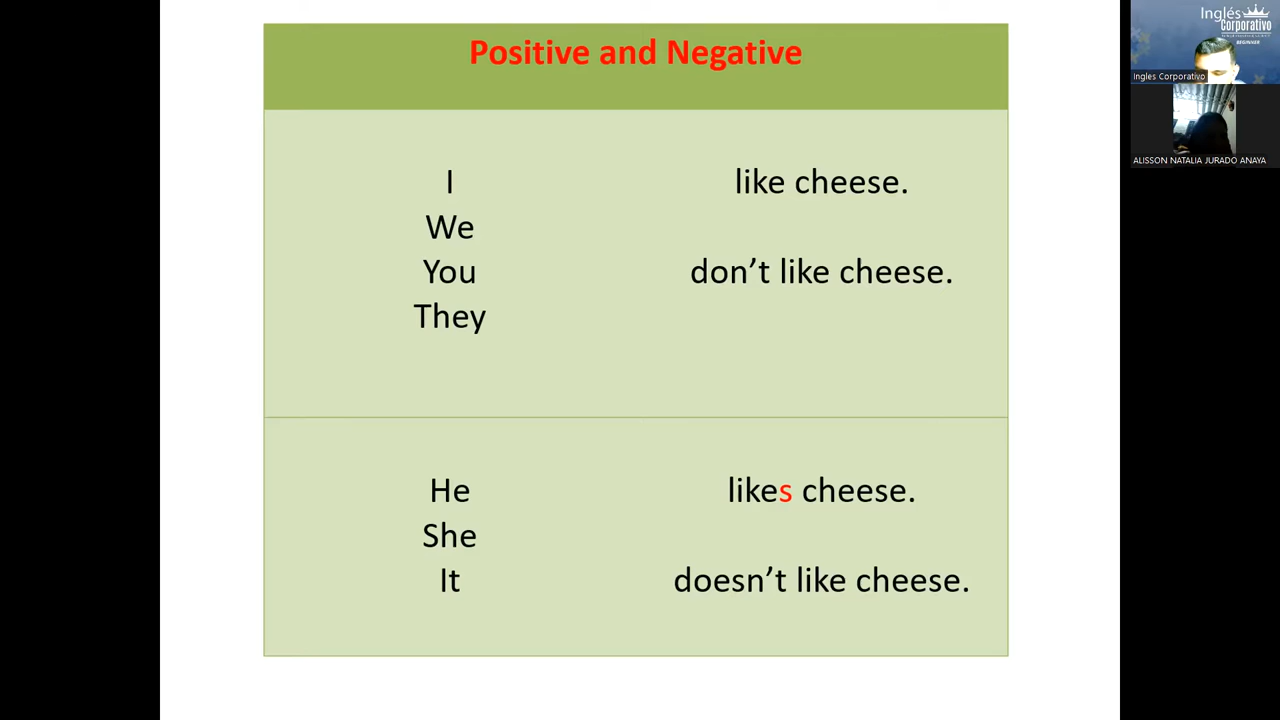 Positive and Negative
I like cheese.
We
You don’t like cheese.
They
He likes cheese.
She
It doesn’t like cheese.
Inglés
Corporativo
BEGINNER
Ingles Corporativo
ALISSON NATALIA JURADO ANAYA